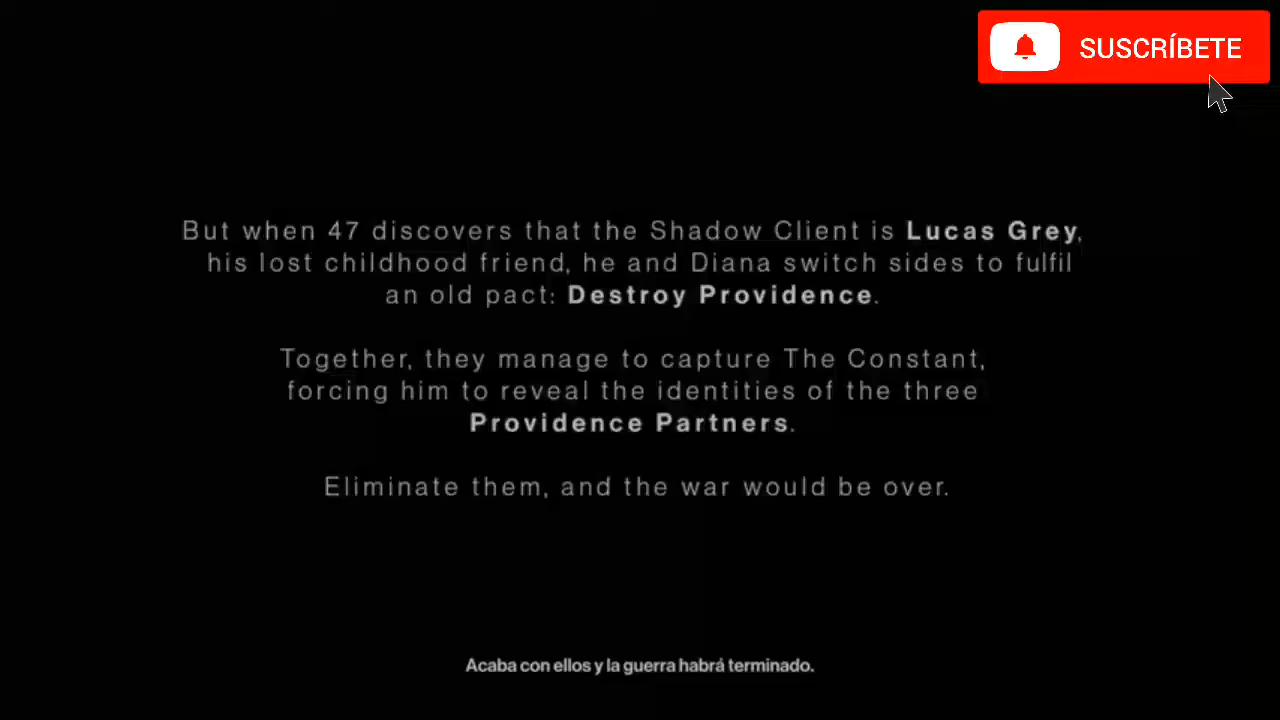 SUSCRÍBETE
But when 47 discovers that the Shadow Client is Lucas Grey,
his lost childhood friend, he and Diana switch sides to fulfil
an old pact: Destroy Providence.
Together, they manage to capture The Constant,
forcing him to reveal the identities of the three
Providence Partners.
Eliminate them, and the war would be over.
Acaba con ellos y la guerra habrá terminado.